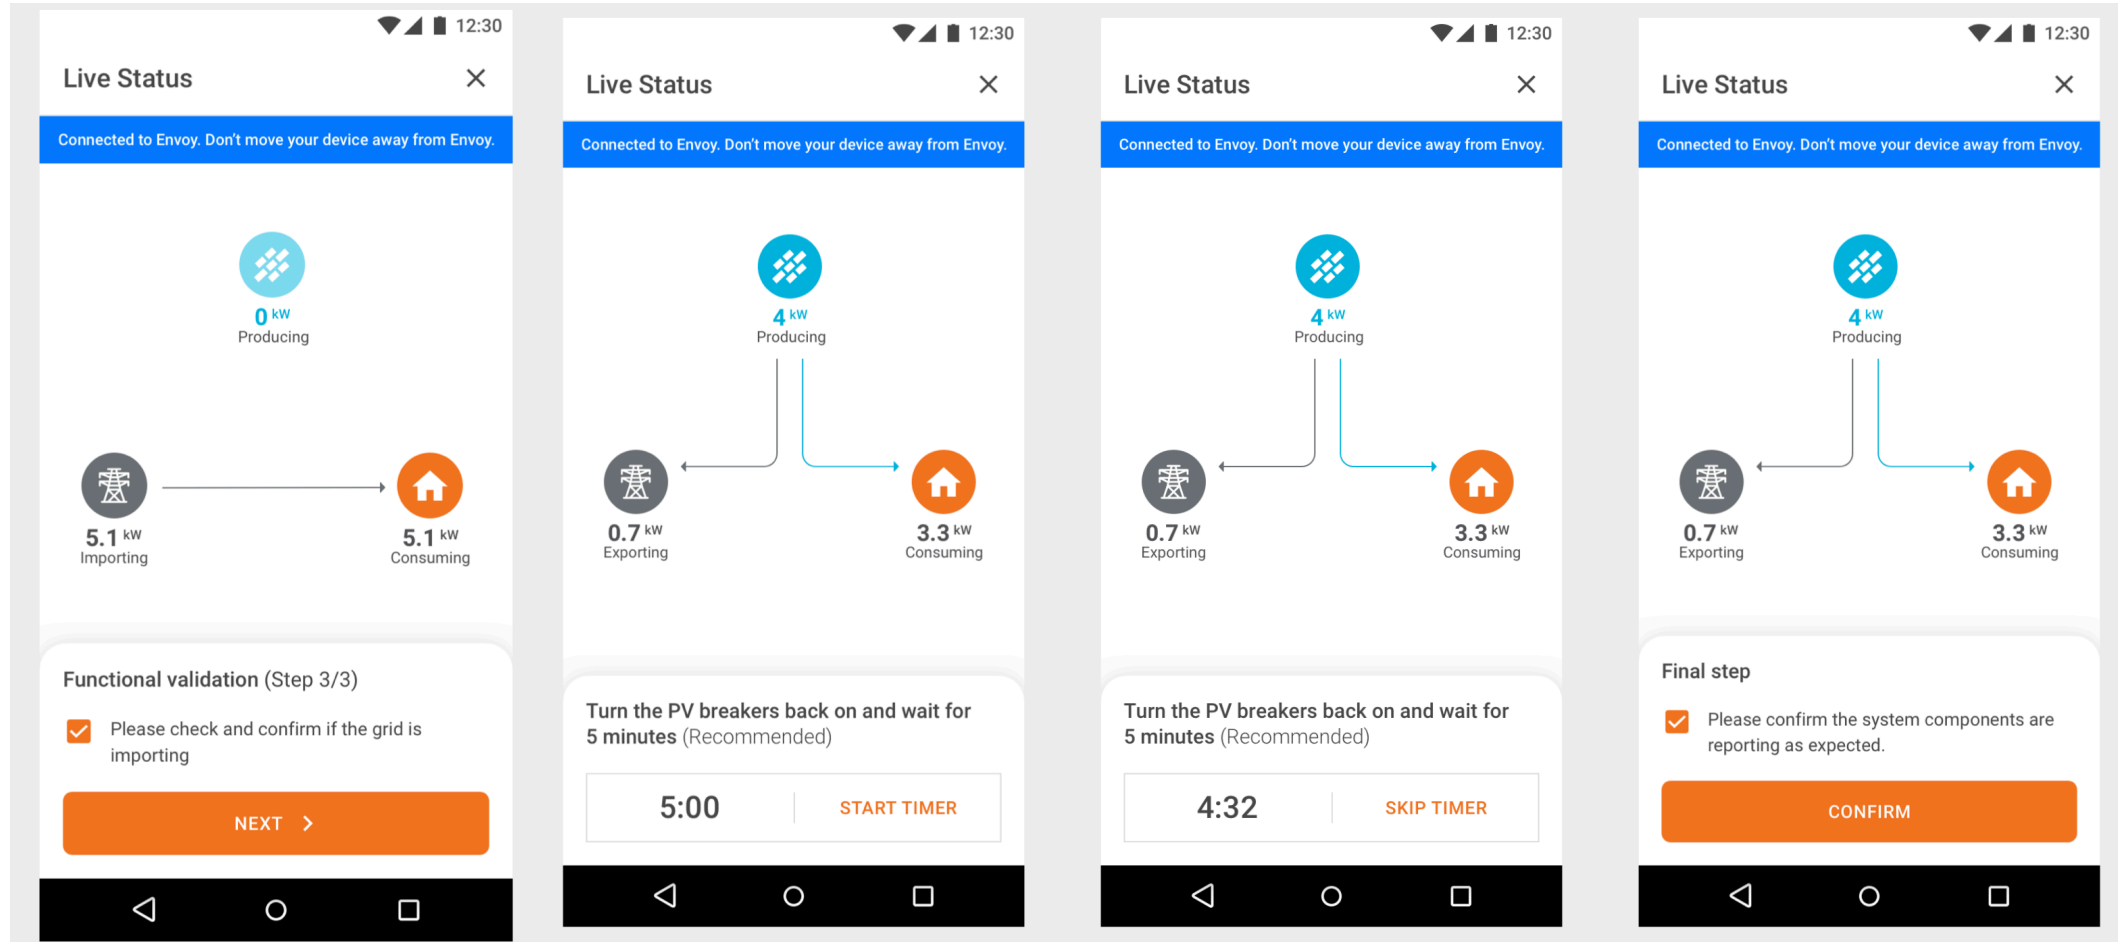 12:30
Live Status
Connected to Envoy. Don't move your device away from Envoy.
0 kW
Producing
5.1 kW
Importing
5.1 kW
Consuming
Functional validation (Step 3/3)
Please check and confirm if the grid is
importing
NEXT
12:30
Live Status
Connected to Envoy. Don't move your device away from Envoy.
4 kW
Producing
0.7 kW
Exporting
3.3 kW
Consuming
Turn the PV breakers back on and wait for
5 minutes (Recommended)
5:00
START TIMER
12:30
Live Status
Connected to Envoy. Don't move your device away from Envoy.
4 kW
Producing
0.7 kW
Exporting
3.3 kW
Consuming
Turn the PV breakers back on and wait for
5 minutes (Recommended)
4:32
SKIP TIMER
12:30
Live Status
Connected to Envoy. Don't move your device away from Envoy.
4 kW
Producing
0.7 kW
Exporting
3.3 kW
Consuming
Final step
Please confirm the system components are
reporting as expected.
CONFIRM